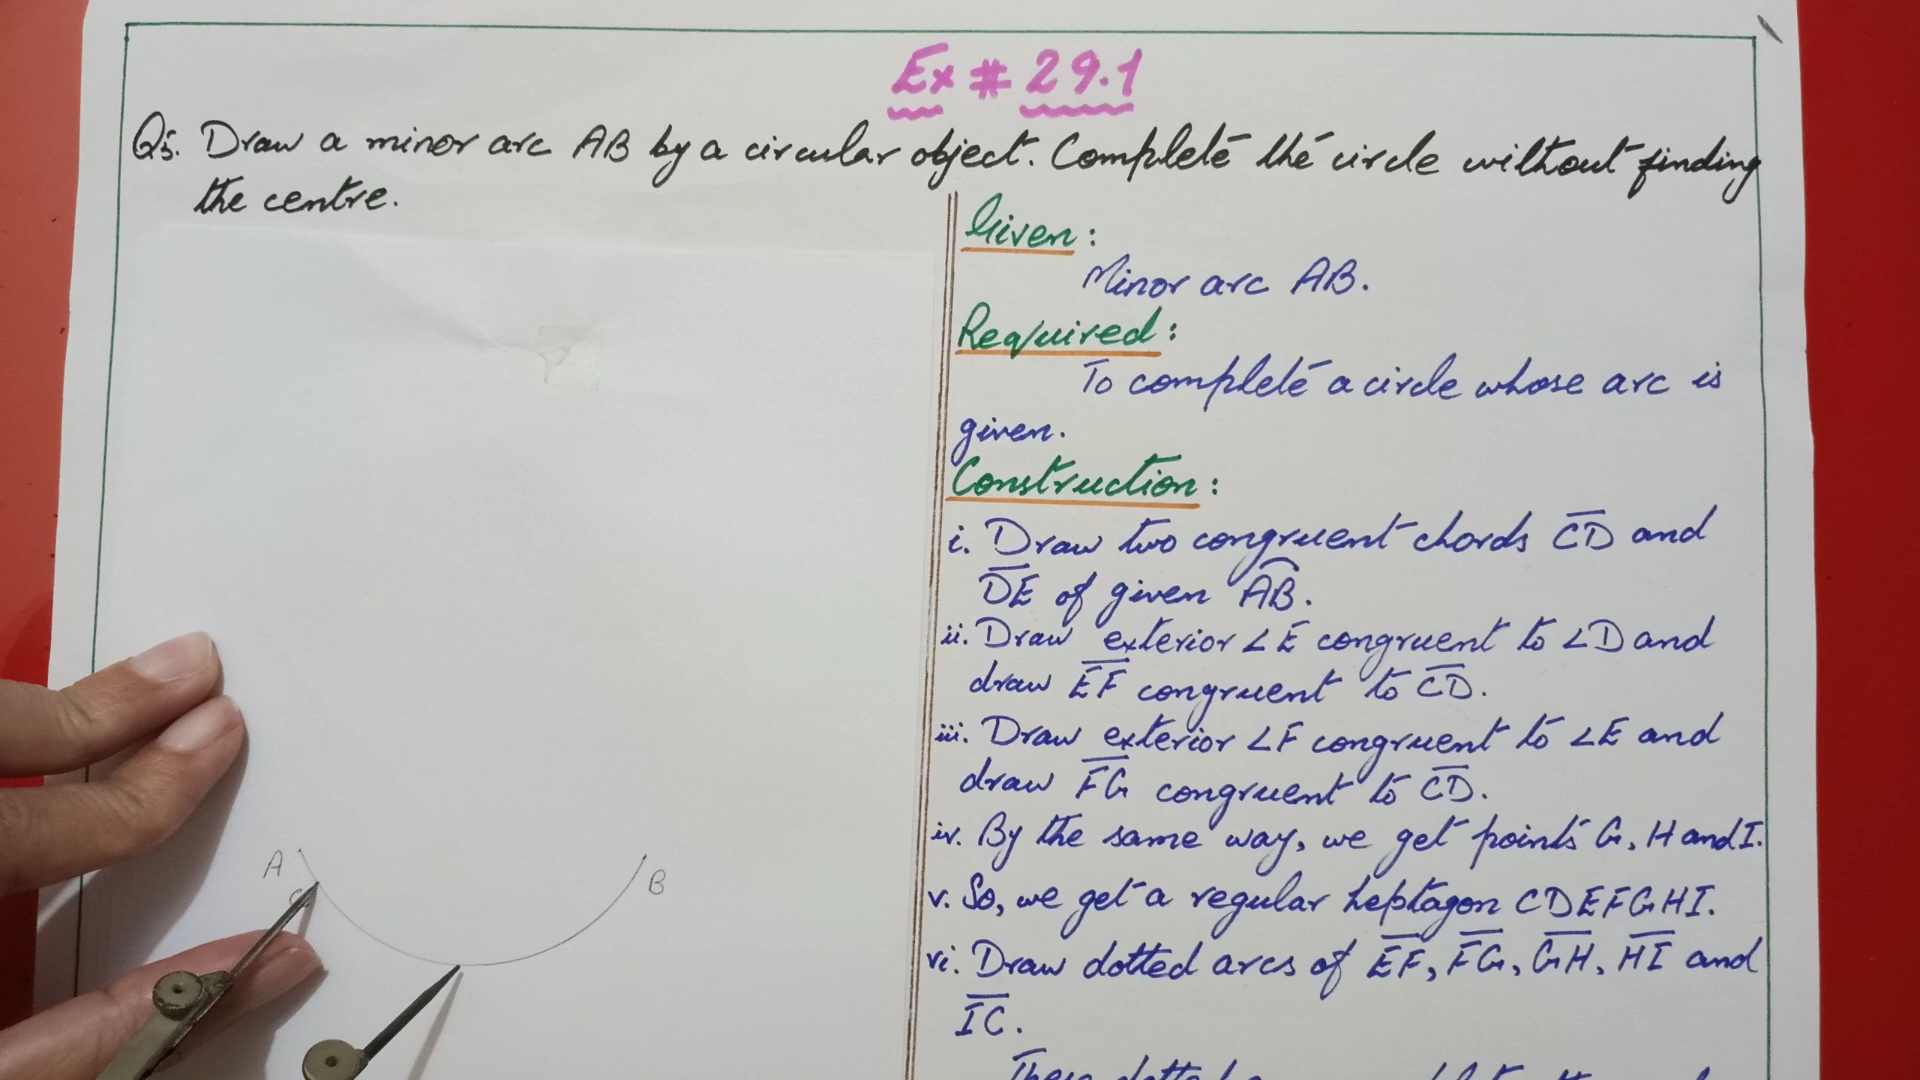 Ex # 29.1
Q5. Draw a minor arc AB by a circular object. Complete the circle without finding
the centre.
Given:
Minor arc AB.
Required:
To complete a circle whose arc is
given.
Construction:
i. Draw two congruent chords CD and
DE of given AB.
ii. Draw exterior ∠E congruent to ∠D and
draw EF congruent to CD.
iii. Draw exterior ∠F congruent to ∠E and
draw FG congruent to CD.
iv. By the same way, we get points G, H and I.
v. So, we get a regular heptagon CDEFGHI.
vi. Draw dotted arcs of EF, FG, GH, HI and
IC.
These dotted
A
C
B